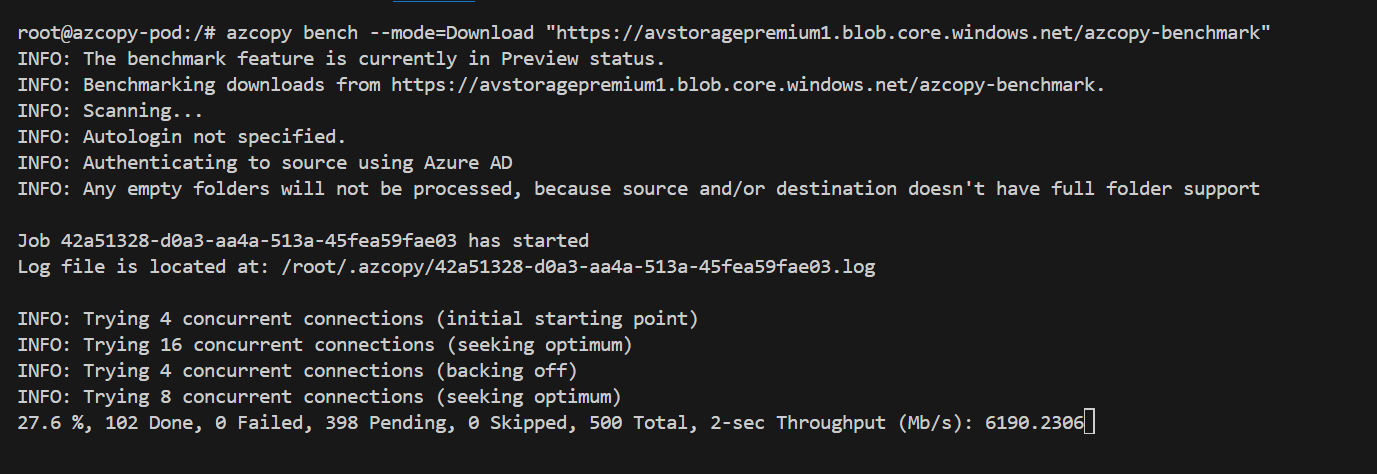 root@azcopy-pod:/# azcopy bench --mode=Download "https://avstoragepremium1.blob.core.windows.net/azcopy-benchmark"
INFO: The benchmark feature is currently in Preview status.
INFO: Benchmarking downloads from https://avstoragepremium1.blob.core.windows.net/azcopy-benchmark.
INFO: Scanning...
INFO: Autologin not specified.
INFO: Authenticating to source using Azure AD
INFO: Any empty folders will not be processed, because source and/or destination doesn't have full folder support
Job 42a51328-d0a3-aa4a-513a-45fea59fae03 has started
Log file is located at: /root/.azcopy/42a51328-d0a3-aa4a-513a-45fea59fae03.log
INFO: Trying 4 concurrent connections (initial starting point)
INFO: Trying 16 concurrent connections (seeking optimum)
INFO: Trying 4 concurrent connections (backing off)
INFO: Trying 8 concurrent connections (seeking optimum)
27.6 %, 102 Done, 0 Failed, 398 Pending, 0 Skipped, 500 Total, 2-sec Throughput (Mb/s): 6190.2306